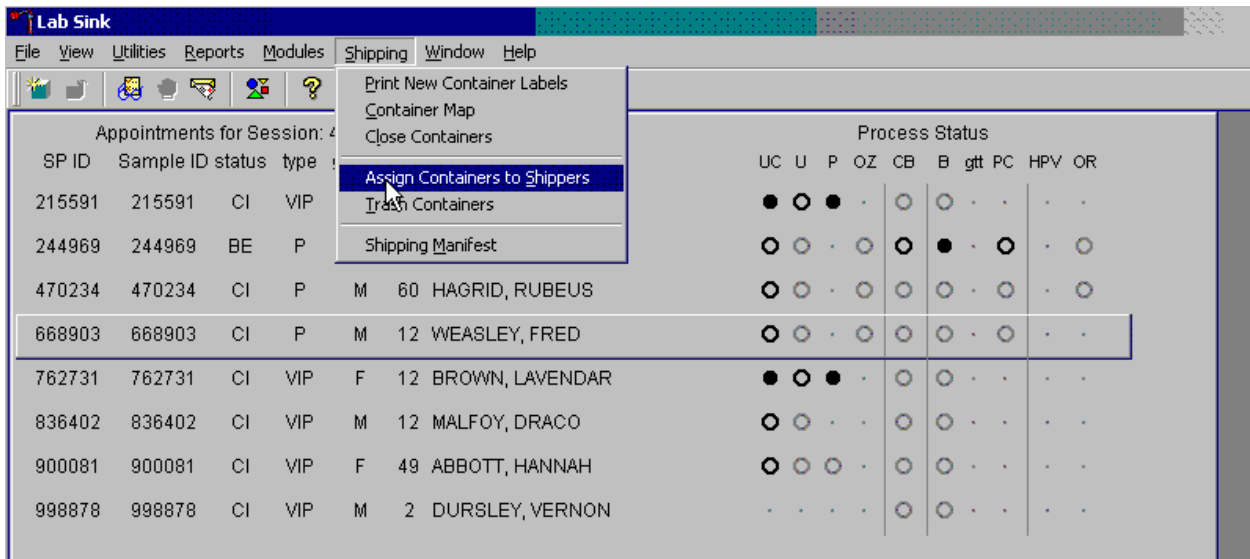 Lab Sink
File View Utilities Reports Modules Shipping Window Help
Print New Container Labels
Container Map
Close Containers
Assign Containers to Shippers
Trash Containers
Shipping Manifest
Appointments for Session: Process Status
SP ID Sample ID status type UC U P OZ CB B gtt PC HPV OR
215591 215591 CI VIP
244969 244969 BE P
470234 470234 CI P M 60 HAGRID, RUBEUS
668903 668903 CI P M 12 WEASLEY, FRED
762731 762731 CI VIP F 12 BROWN, LAVENDAR
836402 836402 CI VIP M 12 MALFOY, DRACO
900081 900081 CI VIP F 49 ABBOTT, HANNAH
998878 998878 CI VIP M 2 DURSLEY, VERNON